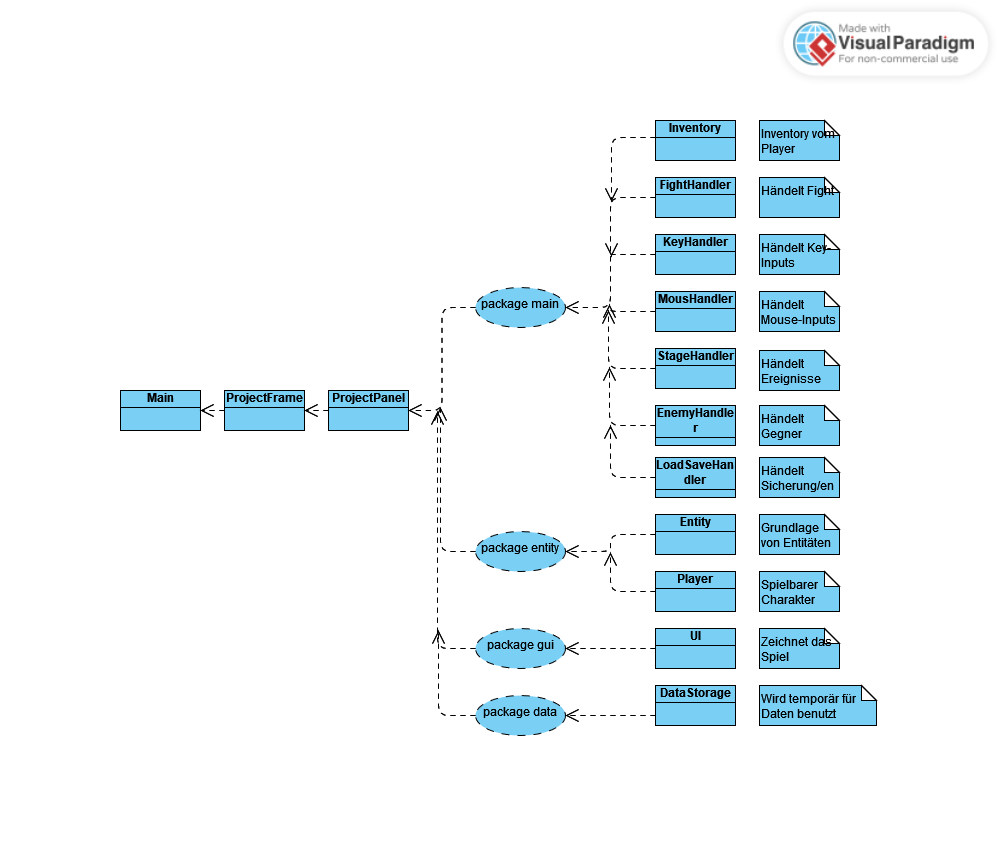 Made with
Visual Paradigm
For non-commercial use
Inventory
Inventory vom
Player
FightHandler
Händelt Fight
KeyHandler
Händelt Key-
Inputs
package main
MousHandler
Händelt
Mouse-Inputs
StageHandler
Händelt
Ereignisse
Main
ProjectFrame
ProjectPanel
EnemyHandle
r
Händelt
Gegner
LoadSaveHan
dler
Händelt
Sicherung/en
package entity
Entity
Grundlage
von Entitäten
Player
Spielbarer
Charakter
package gui
UI
Zeichnet das
Spiel
package data
DataStorage
Wird temporär für
Daten benutzt